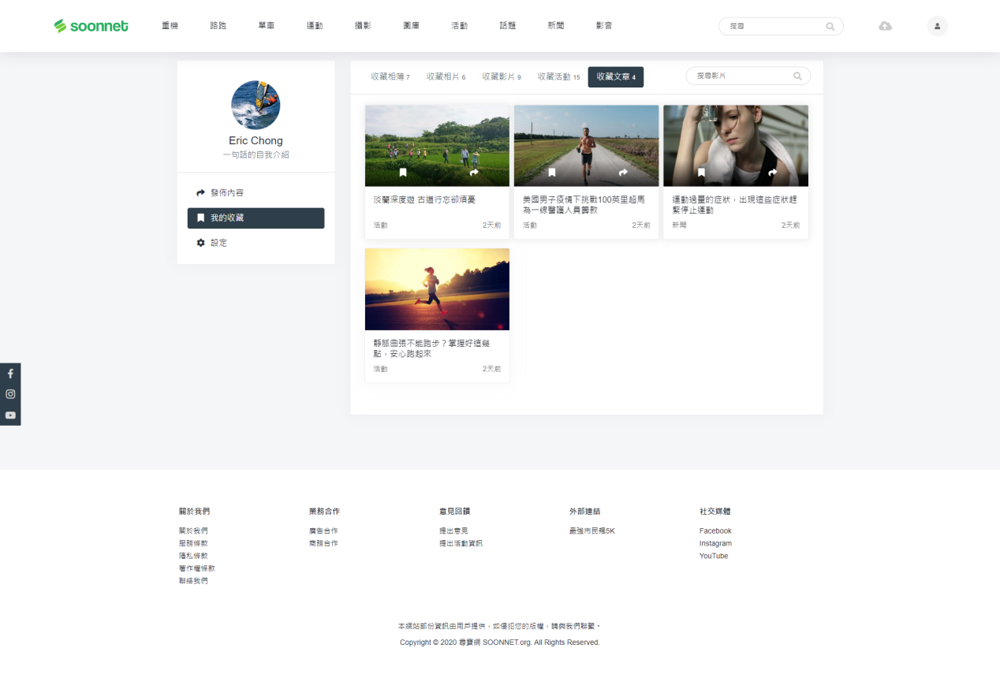 soonnet
重機 路跑 單車 運動 攝影 圖庫 活動 話題 新聞 影音
搜尋
Eric Chong
一句話的自我介紹
發佈內容
我的收藏
設定
收藏相簿 7 收藏相片 6 收藏影片 9 收藏活動 15 收藏文章 4
搜尋影片
淡蘭深度遊 古道行忘卻煩憂
活動 2天前
美國男子疫情下挑戰100英里超馬
為一線醫護人員籌款
活動 2天前
運動過量的症狀，出現這些症狀趕
緊停止運動
新聞 2天前
靜脈曲張不能跑步？掌握好這幾
點，安心跑起來
活動 2天前
關於我們
關於我們
服務條款
隱私條款
著作權條款
聯絡我們
業務合作
廣告合作
商務合作
意見回饋
提出意見
提出活動資訊
外部連結
最強市民飆5K
社交媒體
Facebook
Instagram
YouTube
本網站部份資訊由用戶提供，如侵犯您的版權，請與我們聯繫。
Copyright © 2020 尋寶網 SOONNET.org. All Rights Reserved.